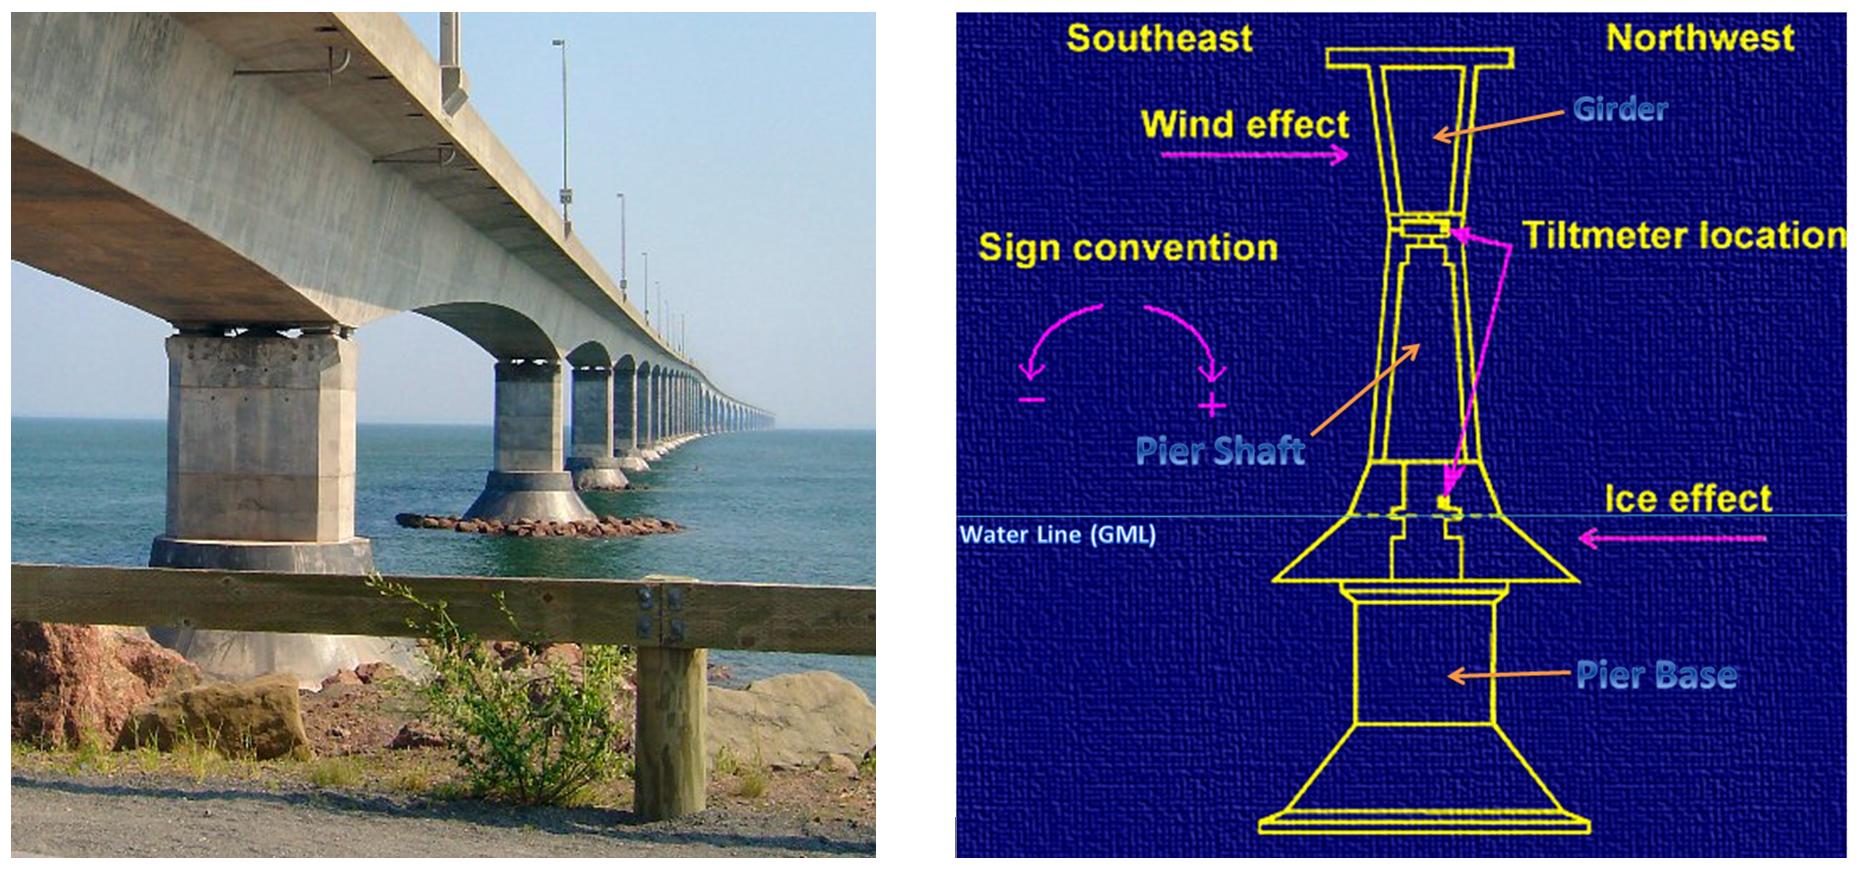 Southeast
Northwest
Wind effect
Girder
Sign convention
Tiltmeter location
−
+
Pier Shaft
Ice effect
Water Line (GML)
Pier Base